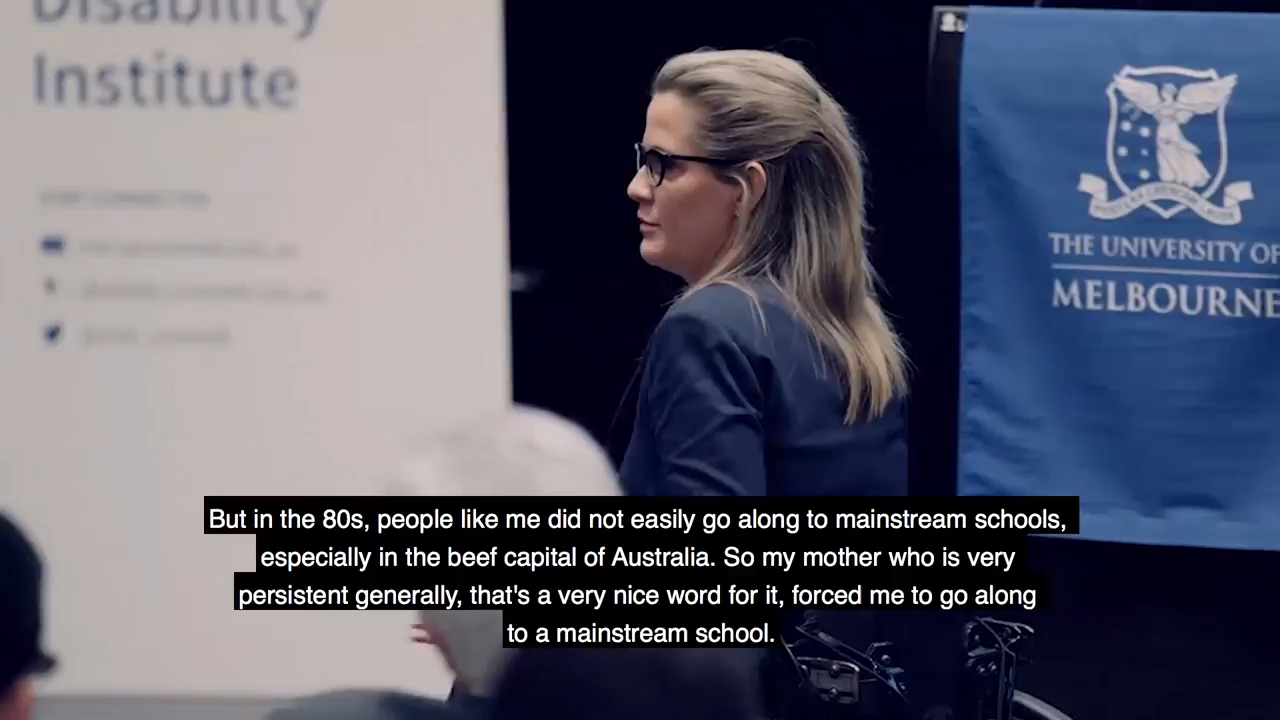 Disability
Institute
THE UNIVERSITY OF
MELBOURNE
But in the 80s, people like me did not easily go along to mainstream schools,
especially in the beef capital of Australia. So my mother who is very
persistent generally, that's a very nice word for it, forced me to go along
to a mainstream school.